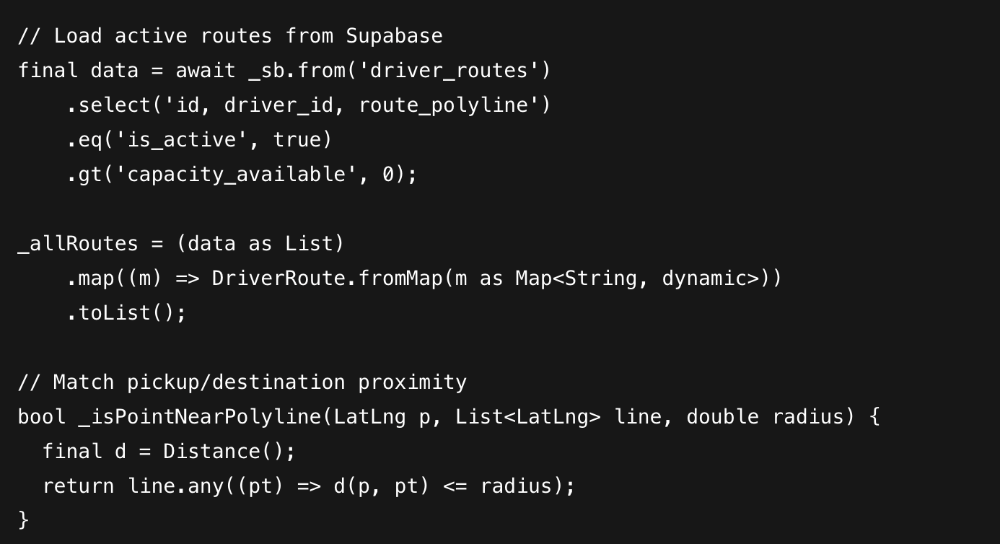 // Load active routes from Supabase
final data = await _sb.from('driver_routes')
    .select('id, driver_id, route_polyline')
    .eq('is_active', true)
    .gt('capacity_available', 0);

_allRoutes = (data as List)
    .map((m) => DriverRoute.fromMap(m as Map<String, dynamic>))
    .toList();

// Match pickup/destination proximity
bool _isPointNearPolyline(LatLng p, List<LatLng> line, double radius) {
  final d = Distance();
  return line.any((pt) => d(p, pt) <= radius);
}